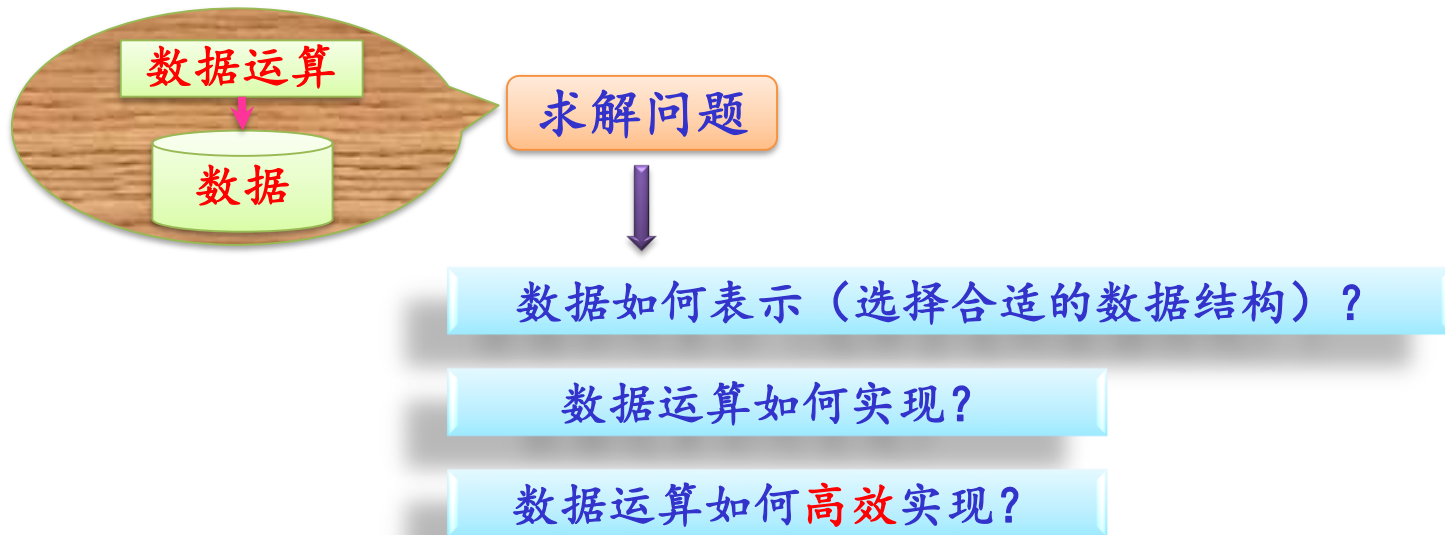 数据运算
数据
求解问题
数据如何表示（选择合适的数据结构）?
数据运算如何实现?
数据运算如何高效实现?